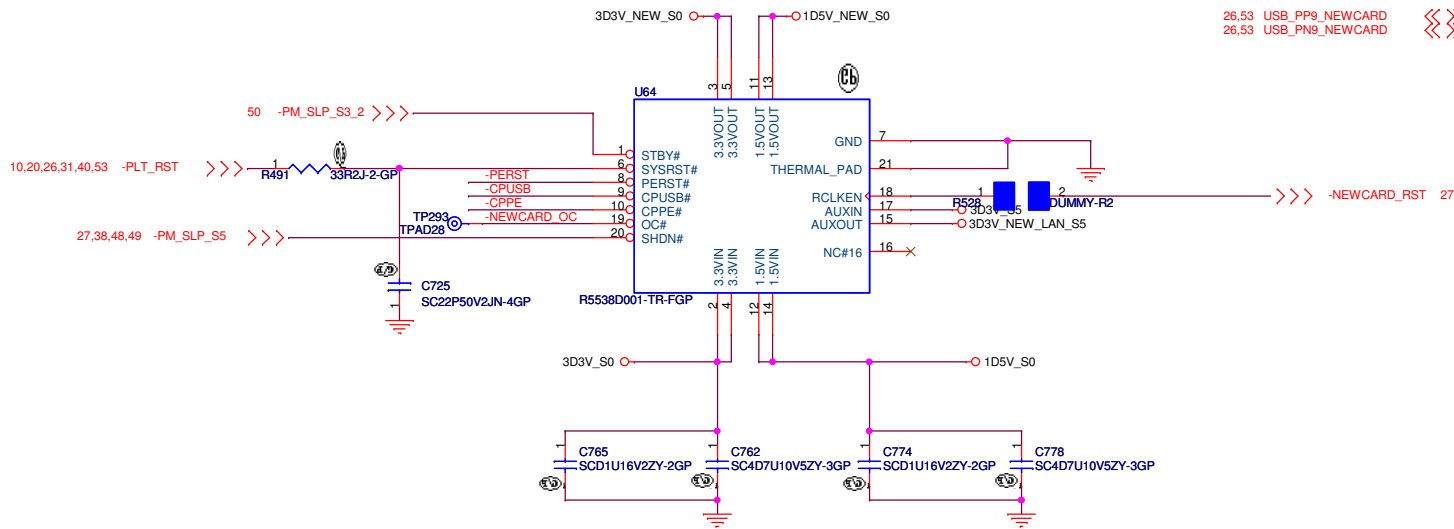 3D3V_NEW_S0
1D5V_NEW_S0
26,53 USB_PP9_NEWCARD
26,53 USB_PN9_NEWCARD
U64
3
5
11
13
3.3VOUT
3.3VOUT
1.5VOUT
1.5VOUT
50 -PM_SLP_S3_2
10,20,26,31,40,53 -PLT_RST
1
R491
33R2J-2-GP
-PERST
-CPUSB
-CPPE
-NEWCARD_OC
TP293
TPAD28
27,38,48,49 -PM_SLP_S5
1 STBY#
6 SYSRST#
8 PERST#
9 CPUSB#
10 CPPE#
19 OC#
20 SHDN#
GND 7
THERMAL_PAD 21
RCLKEN 18
AUXIN 17
AUXOUT 15
NC#16 16
1
R528
2
DUMMY-R2
-NEWCARD_RST 27
3D3V_S5
3D3V_NEW_LAN_S5
3.3VIN
3.3VIN
1.5VIN
1.5VIN
2
4
12
14
R5538D001-TR-FGP
C725
SC22P50V2JN-4GP
1
3D3V_S0
1D5V_S0
1
C765
SCD1U16V2ZY-2GP
1
C762
SC4D7U10V5ZY-3GP
1
C774
SCD1U16V2ZY-2GP
1
C778
SC4D7U10V5ZY-3GP